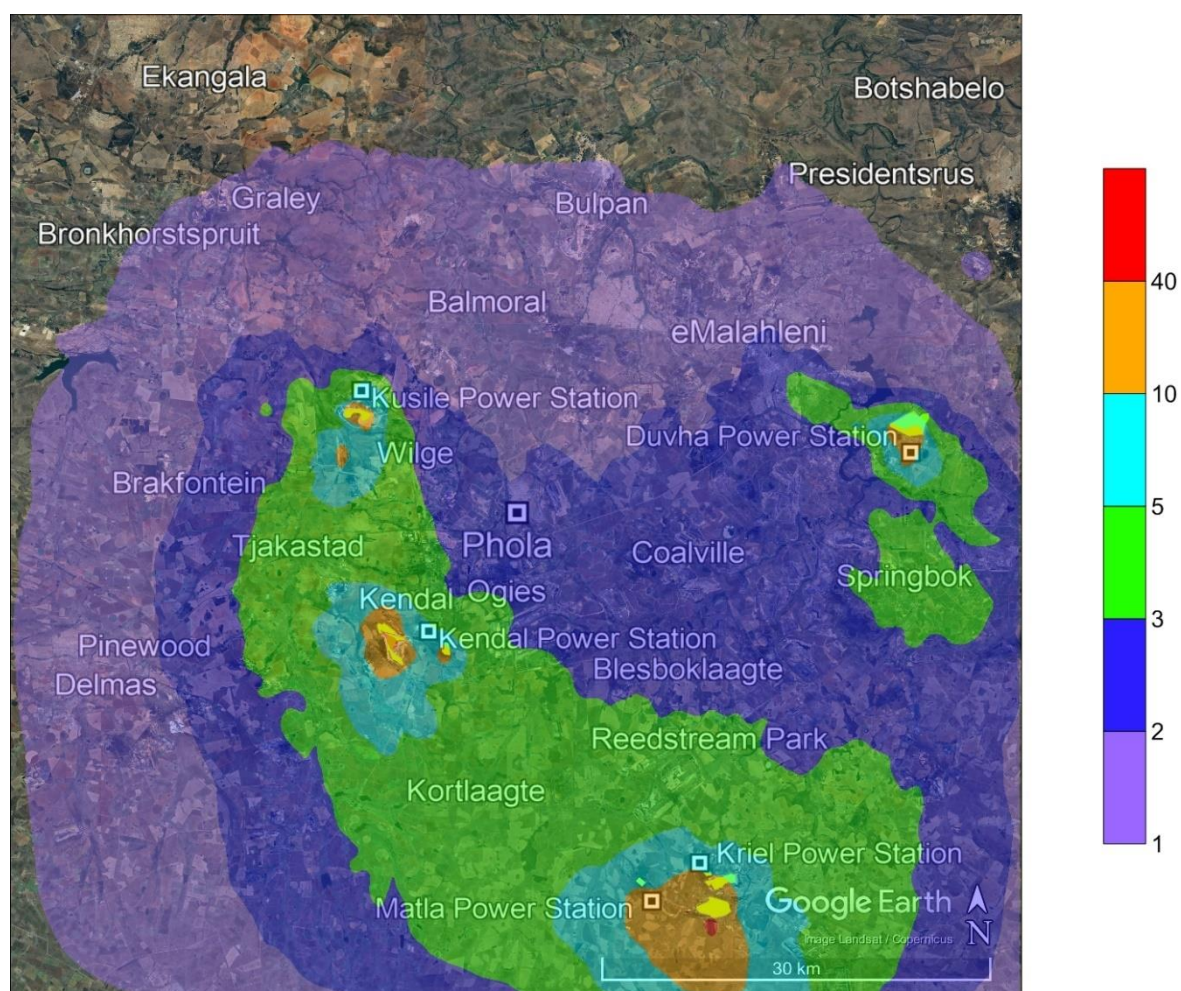 Ekangala
Botshabelo
Presidentsrus
Graley
Bulpan
Bronkhorstspruit
40
Balmoral
eMalahleni
10
Kusile Power Station
Duvha Power Station
Wilge
Brakfontein
5
Tjakastad
Phola
Coalville
Springbok
Kendal
Ogies
3
Kendal Power Station
Pinewood
Blesboklaagte
Delmas
2
Reedstream Park
Kortlaagte
1
Kriel Power Station
Google Earth
Matla Power Station
N
Image Landsat / Copernicus
30 km